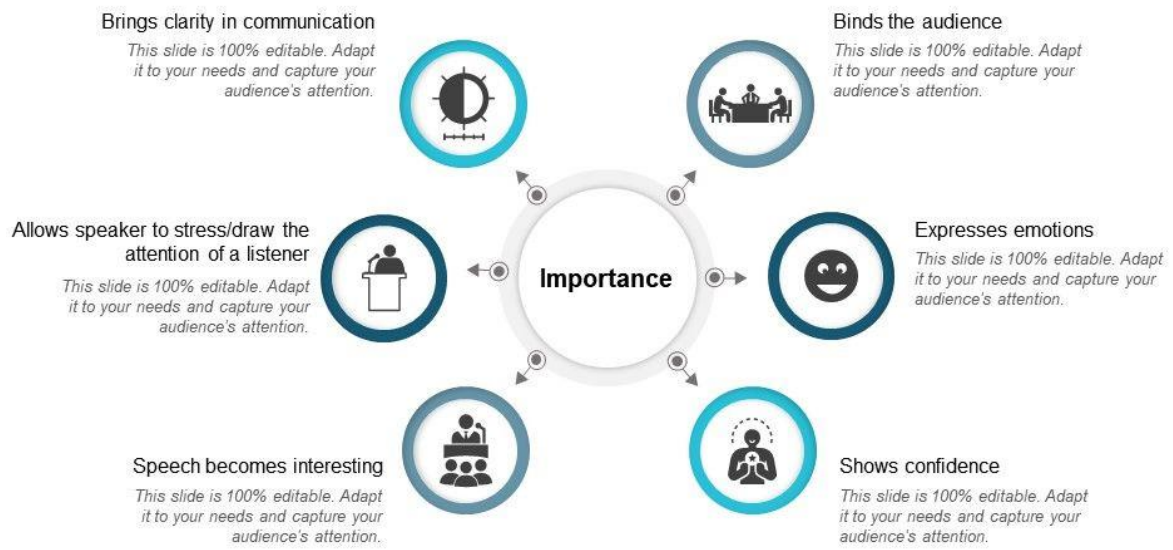 Brings clarity in communication
This slide is 100% editable. Adapt
it to your needs and capture your
audience's attention.
Binds the audience
This slide is 100% editable. Adapt
it to your needs and capture your
audience's attention.
Allows speaker to stress/draw the
attention of a listener
This slide is 100% editable. Adapt
it to your needs and capture your
audience's attention.
Importance
Expresses emotions
This slide is 100% editable. Adapt
it to your needs and capture your
audience's attention.
Speech becomes interesting
This slide is 100% editable. Adapt
it to your needs and capture your
audience's attention.
Shows confidence
This slide is 100% editable. Adapt
it to your needs and capture your
audience's attention.